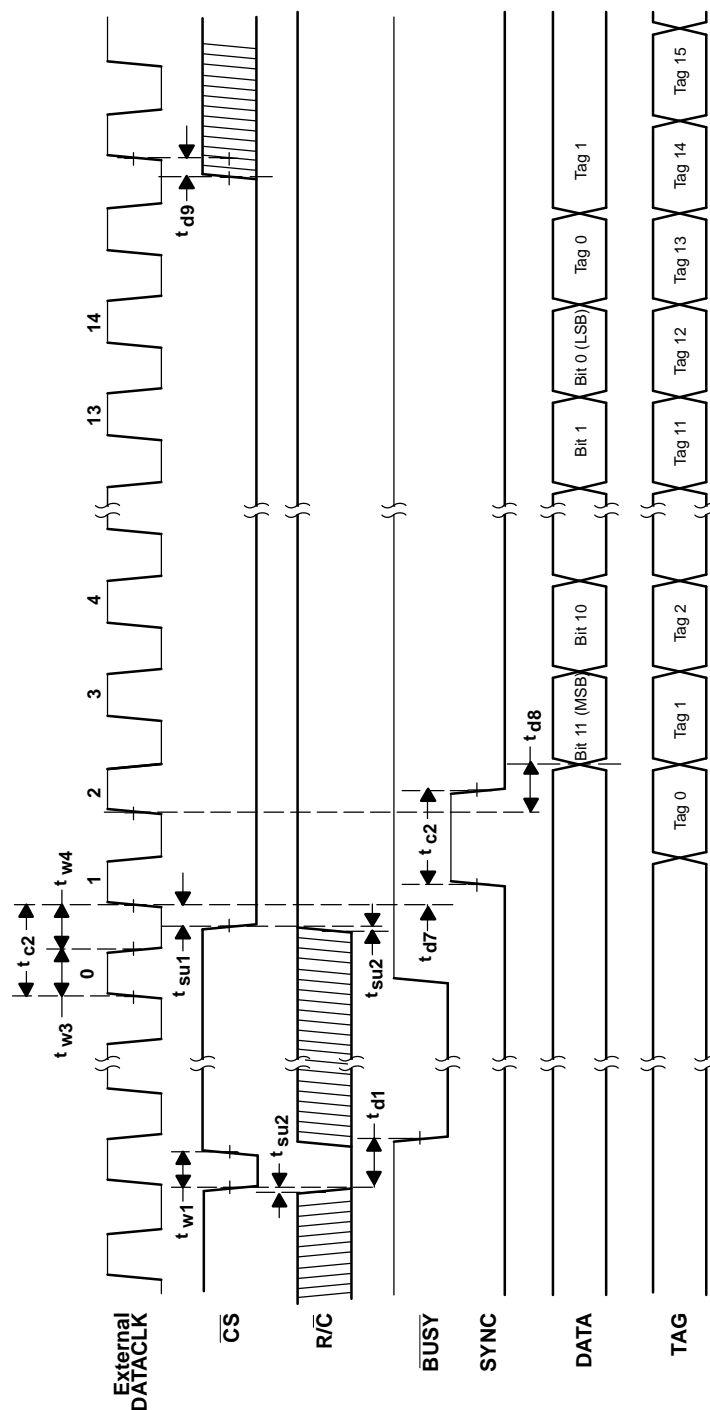 t c2
t w3
t w4
External
DATACLK
0
1
2
3
4
13
14
t w1
t su1
t d9
CS
t su2
R/C
t su2
t d1
BUSY
t d7
t c2
SYNC
t d8
DATA
Bit 11 (MSB)
Bit 10
Bit 1
Bit 0 (LSB)
Tag 0
Tag 1
TAG
Tag 0
Tag 1
Tag 2
Tag 11
Tag 12
Tag 13
Tag 14
Tag 15